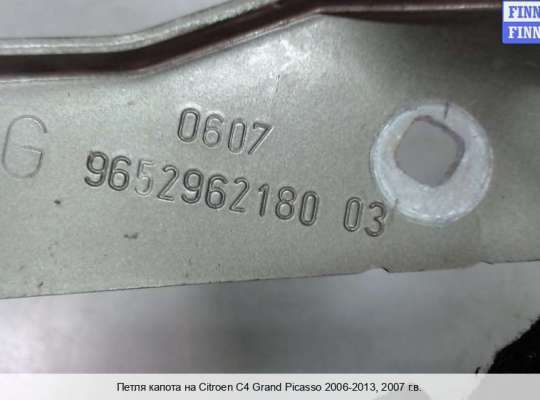 FINN
FINN
G
0607
9652962180 03
Петля капота на Citroen C4 Grand Picasso 2006-2013, 2007 г.в.